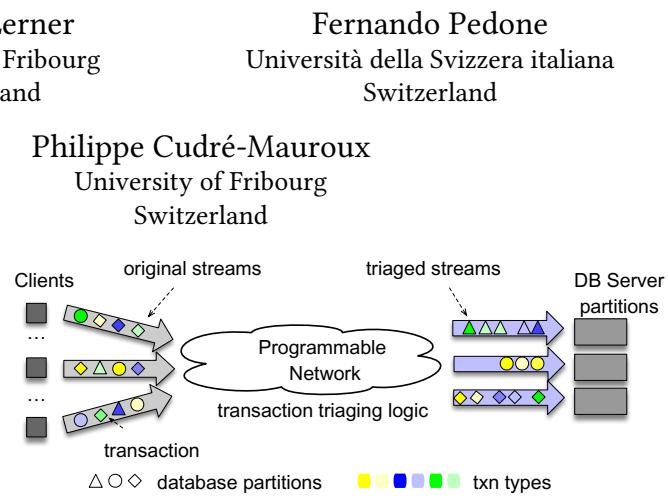 Fernando Pedone
Fribourg
Università della Svizzera italiana
Switzerland
Philippe Cudré-Mauroux
University of Fribourg
Switzerland
original streams
triaged streams
Clients
DB Server
partitions
...
Programmable
Network
...
transaction triaging logic
transaction
database partitions
txn types